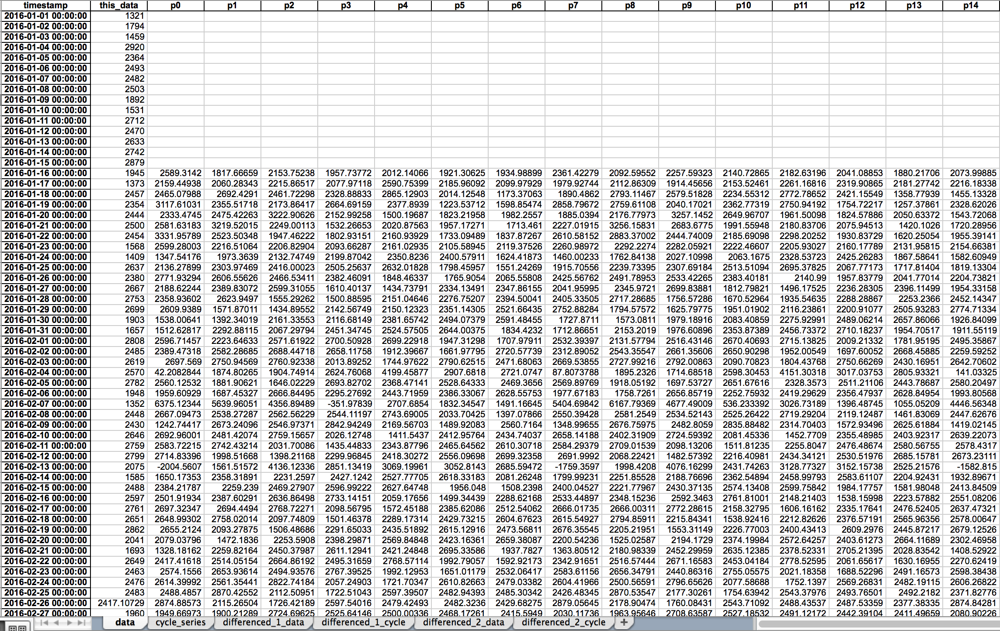 timestamp this_data p0 p1 p2 p3 p4 p5 p6 p7 p8 p9 p10 p11 p12 p13 p14
2016-01-01 00:00:00 1321
2016-01-02 00:00:00 1794
2016-01-03 00:00:00 1459
2016-01-04 00:00:00 2920
2016-01-05 00:00:00 2364
2016-01-06 00:00:00 2493
2016-01-07 00:00:00 2482
2016-01-08 00:00:00 2503
2016-01-09 00:00:00 1892
2016-01-10 00:00:00 1531
2016-01-11 00:00:00 2712
2016-01-12 00:00:00 2470
2016-01-13 00:00:00 2633
2016-01-14 00:00:00 2742
2016-01-15 00:00:00 2879
2016-01-16 00:00:00 1945 2589.3142 1817.66659 2153.75238 1957.73772 2012.14066 1921.30625 1934.98899 2361.42279 2092.59552 2257.59323 2140.72865 2182.63196 2041.08853 1880.21706 2073.99885
2016-01-17 00:00:00 1373 2159.44938 2060.28343 2215.86517 2077.97118 2590.75399 2185.96092 2099.97929 1979.92744 2112.86309 1914.45656 2153.52461 2261.16816 2319.90865 2181.27742 2216.18338
2016-01-18 00:00:00 2457 2465.07988 2692.4291 2461.72298 2328.88833 2865.12903 2014.12548 1173.37063 1890.4862 2793.11467 2579.51828 2234.55312 2772.78652 2421.15549 1358.77939 1455.13328
2016-01-19 00:00:00 2354 3117.61031 2355.51718 2173.86417 2664.69159 2377.8939 1223.53712 1598.85474 2858.79672 2759.61108 2040.17021 2362.77319 2750.94192 1754.72217 1257.37861 2328.62026
2016-01-20 00:00:00 2444 2333.4745 2475.42263 3222.90626 2152.99258 1500.19687 1823.21958 1982.2557 1885.0394 2176.77973 3257.1452 2649.96707 1961.50098 1824.57886 2050.63372 1543.72068
2016-01-21 00:00:00 2500 2581.63183 3219.52015 2249.00113 1532.26653 2020.87563 1957.17271 1713.461 2227.01915 3256.15831 2683.6775 1991.55948 2180.83706 2075.94513 1420.1026 1720.28956
2016-01-22 00:00:00 2454 3331.95789 2523.50348 1947.46222 1802.93151 2160.93929 1733.09489 1837.87267 2610.58152 2883.37002 2444.74009 2185.69098 2298.20252 1930.83729 1620.25054 1955.39141
2016-01-23 00:00:00 1568 2599.28003 2216.51064 2206.82904 2093.66287 2161.02935 2105.58945 2119.37526 2260.98972 2292.2274 2282.05921 2222.46607 2205.93027 2160.17789 2131.95815 2154.66381
2016-01-24 00:00:00 1409 1347.54176 1973.3639 2132.74749 2199.87042 2350.8236 2400.57911 1624.41873 1460.00233 1762.84138 2027.10998 2063.1675 2328.53723 2425.26283 1867.58641 1582.60949
2016-01-25 00:00:00 2637 2136.27899 2303.97469 2416.00023 2505.25637 2632.01828 1798.45957 1551.24269 1915.70556 2239.73395 2307.69184 2513.51094 2695.37825 2067.77173 1717.81404 1819.13304
2016-01-26 00:00:00 2380 2771.93294 2606.55626 2466.53411 2382.46091 1848.46337 1765.9054 2065.55808 2425.56762 2491.78953 2533.42265 2383.40181 2140.99 1957.83779 2041.77014 2204.73821
2016-01-27 00:00:00 2667 2188.62244 2389.83072 2599.31055 1610.40137 1434.73791 2334.13491 2347.86155 2041.95995 2345.9721 2699.83881 1812.79821 1496.17525 2236.28305 2396.11499 1954.33158
2016-01-28 00:00:00 2753 2358.93602 2623.9497 1555.29262 1500.88595 2151.04646 2276.75207 2394.50041 2405.33505 2717.28685 1756.57286 1670.52964 1935.54635 2288.28867 2253.2366 2452.14347
2016-01-29 00:00:00 2699 2609.9389 1571.87011 1434.89552 2142.56749 2150.12323 2351.14305 2521.66435 2752.88284 1794.57572 1625.79775 1951.01902 2116.23861 2200.91077 2505.93283 2774.71334
2016-01-30 00:00:00 1903 1538.00641 1392.34019 2161.33553 2116.68149 2381.65742 2494.07379 2591.48455 1727.8711 1573.0811 1979.18916 2083.40859 2275.92991 2489.06214 2657.86066 1926.84099
2016-01-31 00:00:00 1657 1512.62817 2292.88115 2067.29794 2451.34745 2524.57505 2644.00375 1834.4232 1712.86651 2153.2019 1976.60896 2353.87389 2456.73372 2710.18237 1954.70517 1911.55119
2016-02-01 00:00:00 2808 2596.71457 2223.64633 2571.61922 2700.50928 2699.22918 1947.31298 1707.97911 2532.39397 2131.57794 2516.43146 2670.40693 2715.13825 2009.21332 1781.95195 2495.35867
2016-02-02 00:00:00 2485 2389.47318 2582.28685 2688.44718 2658.11758 1912.39667 1661.97795 2720.57739 2312.89052 2543.35547 2661.35606 2650.90298 1952.00549 1697.60052 2668.45885 2259.59252
2016-02-03 00:00:00 2619 2697.569 2750.94569 2760.92338 2013.89252 1744.97622 2790.62515 2471.68063 2669.53855 2727.99216 2792.00863 2090.70823 1804.43768 2750.66269 2430.16951 2642.70602
2016-02-04 00:00:00 2570 42.2082844 1874.80265 1904.74914 2624.76068 4199.45877 2907.6818 2721.0747 87.8073788 1895.2326 1714.68518 2598.30453 4151.30318 3017.03753 2805.93321 141.03325
2016-02-05 00:00:00 2782 2560.12532 1881.90621 1646.02229 2693.82702 2368.47141 2528.64333 2469.3656 2569.89769 1918.05192 1697.53727 2651.67616 2328.3573 2511.21106 2443.78687 2580.20497
2016-02-06 00:00:00 1948 1959.60929 1687.45327 2666.84495 2295.27692 2443.71959 2386.33067 2628.55753 1977.67183 1758.7261 2656.85719 2252.75932 2419.29629 2356.47937 2628.84954 1993.80568
2016-02-07 00:00:00 1352 6375.12344 5639.96051 4356.89489 -351.97839 2707.6854 1832.34547 1491.16645 5404.69842 6167.79369 4677.49009 536.233392 3026.73189 1396.48745 1055.05209 4446.56348
2016-02-08 00:00:00 2448 2667.09473 2538.27287 2562.56229 2544.11197 2743.69005 2033.70425 1397.07866 2550.39428 2581.2549 2534.52143 2525.26422 2719.29204 2119.12487 1461.83069 2447.62676
2016-02-09 00:00:00 2430 1242.74417 2673.24096 2546.97371 2842.94249 2169.56703 1489.92083 2560.7164 1348.99655 2676.75975 2482.8059 2835.88482 2314.70403 1572.93496 2625.61884 1419.02145
2016-02-10 00:00:00 2646 2692.96001 2481.42074 2759.15657 2026.12748 1411.5437 2412.95764 2434.74037 2658.14188 2402.31909 2724.59392 2081.45336 1452.7709 2355.48985 2403.92317 2639.22073
2016-02-11 00:00:00 2759 2583.72215 2742.43214 2031.70086 1435.44833 2343.87796 2465.64562 2610.30718 2584.29379 2709.01539 2098.13206 1511.81235 2255.8047 2476.48674 2580.56755 2578.4317
2016-02-12 00:00:00 2799 2714.83396 1998.51668 1398.21168 2299.96845 2418.30272 2556.09698 2699.32358 2691.9992 2068.22421 1482.57392 2216.40981 2434.34121 2530.51976 2685.15781 2673.23111
2016-02-13 00:00:00 2075 -2004.5607 1561.51572 4136.12336 2851.13419 3069.19961 3052.8143 2685.59472 -1759.3597 1998.4208 4076.16299 2431.74263 3128.77327 3152.15738 2525.21576 -1582.815
2016-02-14 00:00:00 1585 1650.17353 2358.31891 2231.2597 2427.1242 2527.77705 2618.33183 2081.26248 1799.99231 2251.85528 2188.76696 2362.54894 2458.99793 2583.61107 2204.92431 1932.89671
2016-02-15 00:00:00 2488 2384.21787 2259.239 2469.27907 2596.99222 2627.64748 1956.048 1508.2398 2400.04527 2221.77967 2430.37135 2574.13408 2599.75842 1984.17757 1581.98048 2413.84509
2016-02-16 00:00:00 2597 2501.91934 2387.60291 2636.86498 2733.14151 2059.17656 1499.34439 2288.62168 2533.44897 2348.15236 2592.3463 2761.81001 2148.21403 1538.15998 2223.57882 2551.08206
2016-02-17 00:00:00 2761 2697.32347 2694.4494 2768.72271 2098.56795 1572.45188 2385.62086 2512.54062 2666.01735 2666.00311 2772.28615 2158.32795 1606.16162 2335.17641 2476.52405 2637.47321
2016-02-18 00:00:00 2651 2648.99302 2758.02014 2097.74809 1501.46378 2289.17314 2429.73215 2604.67623 2615.54927 2794.85911 2215.84341 1538.92416 2212.82626 2376.57191 2565.96356 2578.00647
2016-02-19 00:00:00 2862 2655.2124 2093.27875 1506.48686 2291.65033 2435.51892 2615.12916 2473.56811 2676.35545 2205.21951 1553.31149 2226.77003 2400.43413 2609.2976 2445.87217 2679.12526
2016-02-20 00:00:00 2041 2079.03796 1472.1836 2253.5908 2398.29871 2569.84848 2423.16361 2659.38087 2200.54236 1525.02587 2194.1729 2374.19984 2572.64257 2403.61273 2664.11689 2302.46958
2016-02-21 00:00:00 1693 1328.18162 2259.82164 2450.37987 2611.12941 2421.24848 2695.33586 1937.7827 1363.80512 2180.98339 2452.29959 2635.12385 2378.52331 2705.21395 2028.83542 1408.52922
2016-02-22 00:00:00 2649 2417.41618 2514.05154 2664.86192 2495.31659 2768.57114 1992.79057 1592.92173 2342.91651 2516.57444 2671.16583 2453.04184 2778.52595 2061.65617 1630.16955 2270.62419
2016-02-23 00:00:00 2463 2574.1556 2653.93614 2494.93576 2767.39525 1992.12953 1651.01179 2532.06417 2583.61156 2656.34791 2440.86316 2755.05575 2021.18358 1688.52296 2491.16573 2598.38438
2016-02-24 00:00:00 2476 2614.39992 2561.35441 2822.74184 2057.24903 1721.70347 2610.82663 2479.03382 2604.41966 2500.56591 2796.65626 2077.58688 1752.1397 2569.26831 2482.19115 2606.26822
2016-02-25 00:00:00 2483 2488.4857 2870.42552 2112.50951 1722.51043 2597.39507 2482.94393 2485.30342 2426.48345 2870.53547 2177.30261 1754.63942 2543.37976 2493.76501 2492.2182 2371.82776
2016-02-26 00:00:00 2417.10729 2874.88573 2115.26504 1726.42189 2597.54016 2479.42493 2482.3236 2429.68275 2879.05645 2178.90474 1760.08431 2543.71092 2488.43537 2487.53359 2377.38335 2874.84281
2016-02-27 00:00:00 1960 1949.66973 1900.21289 2724.69605 2525.64146 2500.00336 2468.17261 2415.5949 2030.11736 1963.95646 2708.63587 2527.18532 2491.12172 2442.39104 2411.49659 2080.90226
data cycle_series differenced_1_data differenced_1_cycle differenced_2_data differenced_2_cycle +